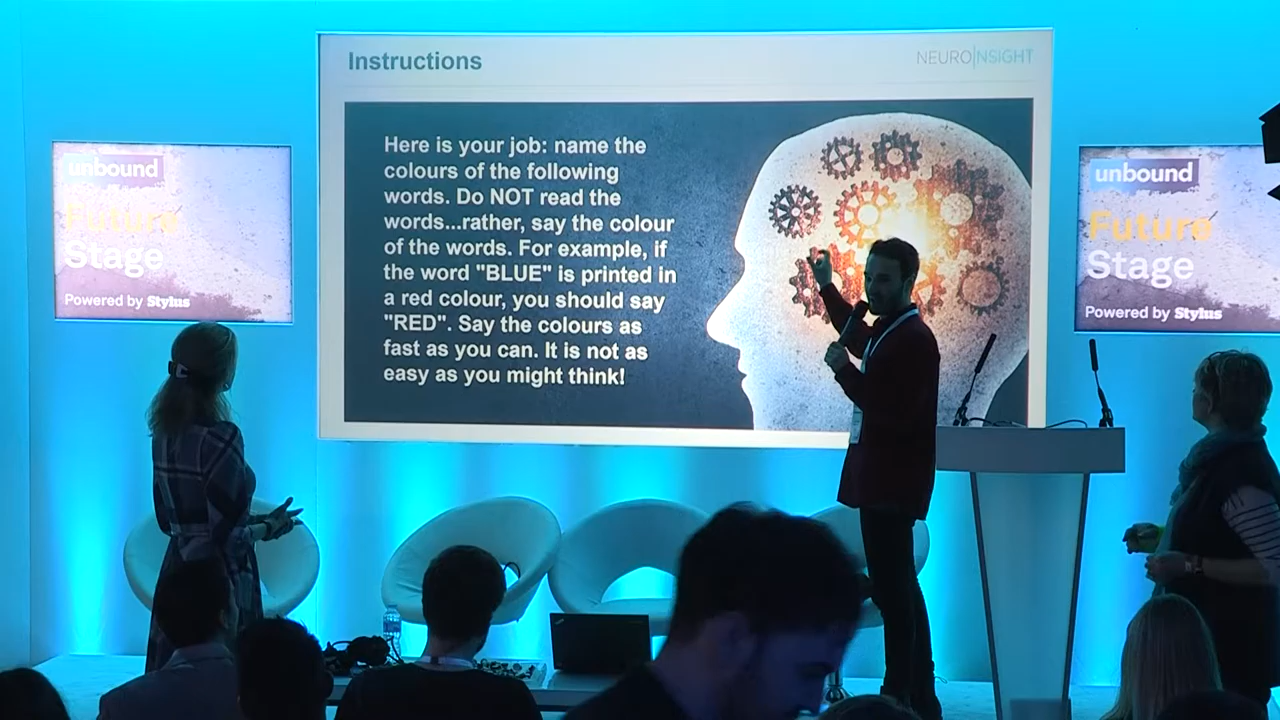 Instructions
NEURO|NSIGHT
Here is your job: name the
colours of the following
words. Do NOT read the
words...rather, say the colour
of the words. For example, if
the word "BLUE" is printed in
a red colour, you should say
"RED". Say the colours as
fast as you can. It is not as
easy as you might think!
unbound
Future
Stage
Powered by Stylus
unbound
Future
Stage
Powered by Stylus